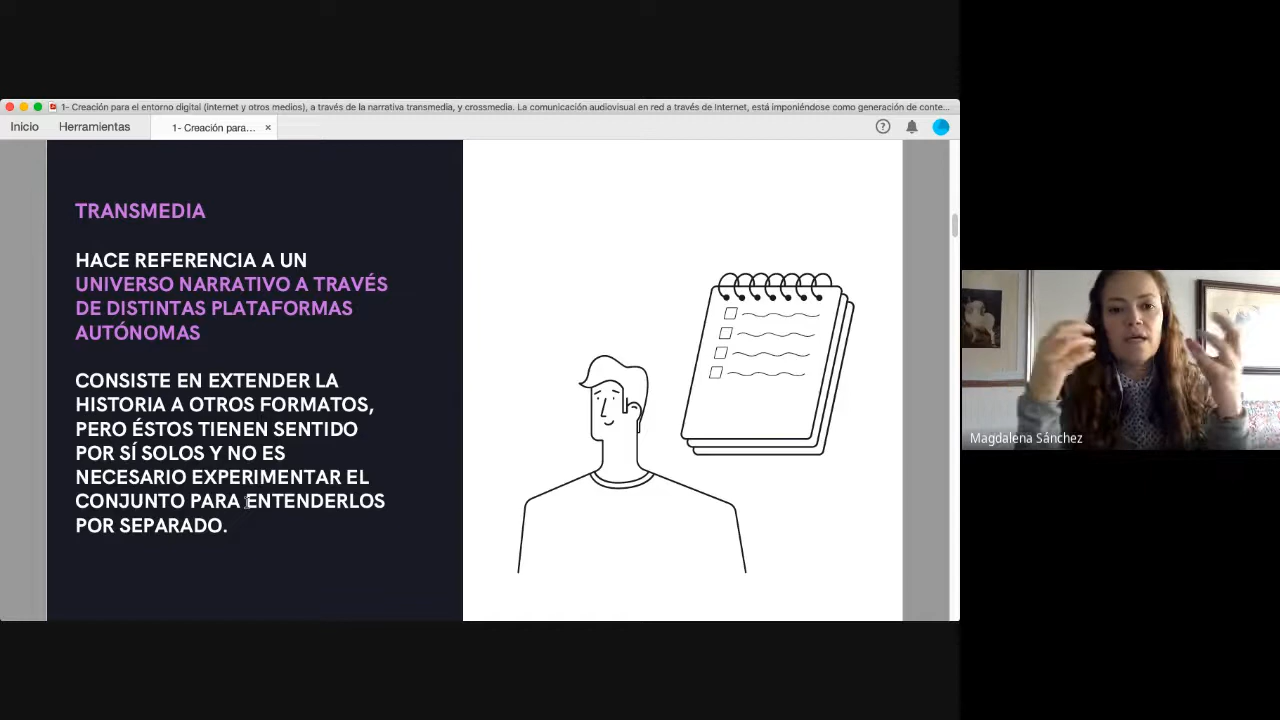 1- Creación para el entorno digital (internet y otros medios), a través de la narrativa transmedia, y crossmedia. La comunicación audiovisual en red a través de Internet, está imponiéndose como generación de conte...
Inicio
Herramientas
1- Creación para...
TRANSMEDIA
HACE REFERENCIA A UN
UNIVERSO NARRATIVO A TRAVÉS
DE DISTINTAS PLATAFORMAS
AUTÓNOMAS
CONSISTE EN EXTENDER LA
HISTORIA A OTROS FORMATOS,
PERO ÉSTOS TIENEN SENTIDO
POR SÍ SOLOS Y NO ES
NECESARIO EXPERIMENTAR EL
CONJUNTO PARA ENTENDERLOS
POR SEPARADO.
Magdalena Sánchez